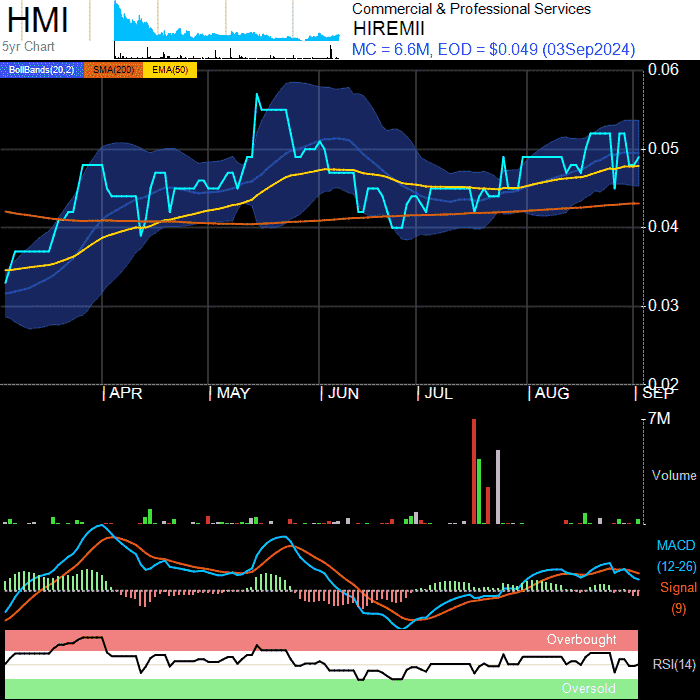 HMI
5yr Chart
Commercial & Professional Services
HIREMII
MC = 6.6M, EOD = $0.049 (03Sep2024)
BollBands(20,2) SMA(200) EMA(50)
0.06
0.05
0.04
0.03
0.02
APR MAY JUN JUL AUG SEP
7M
Volume
MACD
(12-26)
Signal
(9)
Overbought
RSI(14)
Oversold